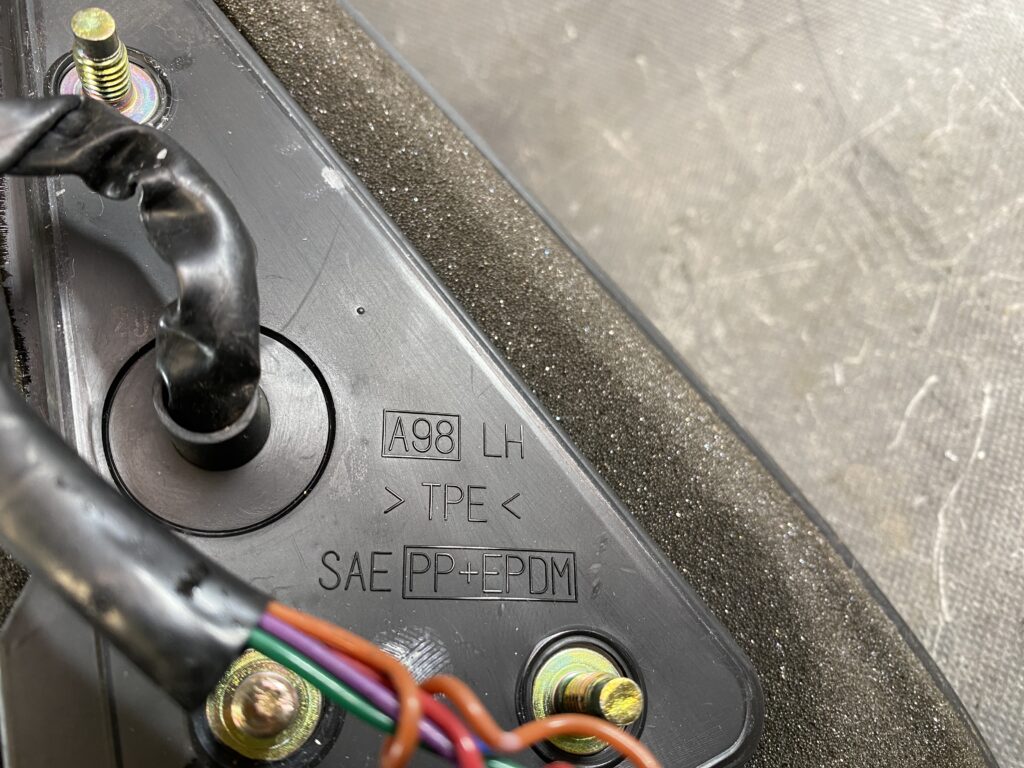 A98 LH
> TPE <
SAE PP+EPDM